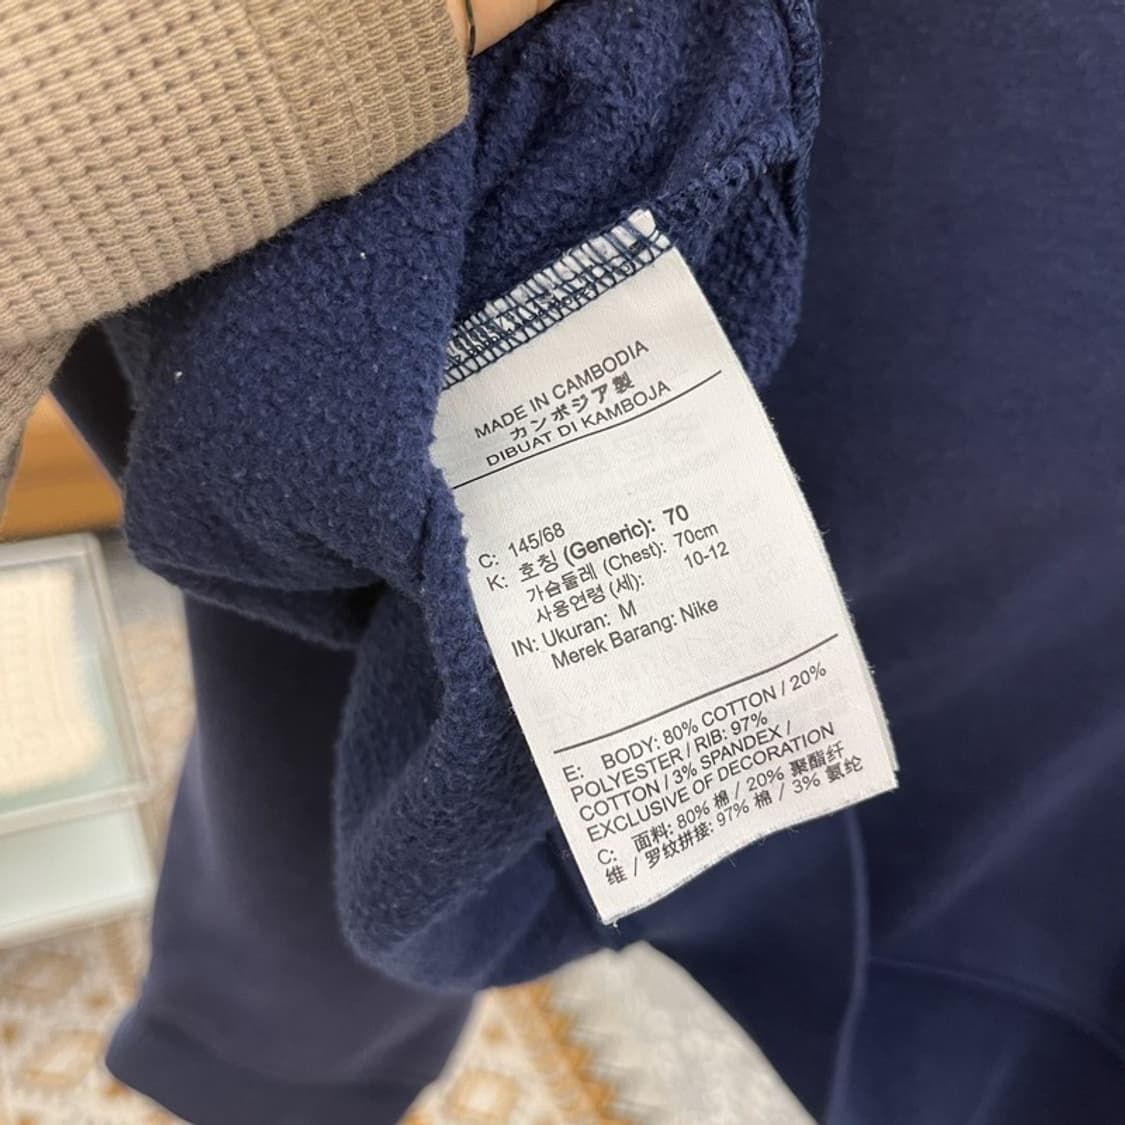 MADE IN CAMBODIA
カンボジア製
DIBUAT DI KAMBOJA
C: 145/68
K: 호칭 (Generic): 70
가슴둘레 (Chest): 70cm
사용연령 (세): 10-12
IN: Ukuran: M
Merek Barang: Nike
E: BODY: 80% COTTON / 20%
POLYESTER / RIB: 97%
COTTON / 3% SPANDEX /
EXCLUSIVE OF DECORATION
C: 面料: 80% 棉 / 20% 聚酯纤
维 / 罗纹拼接: 97% 棉 / 3% 氨纶